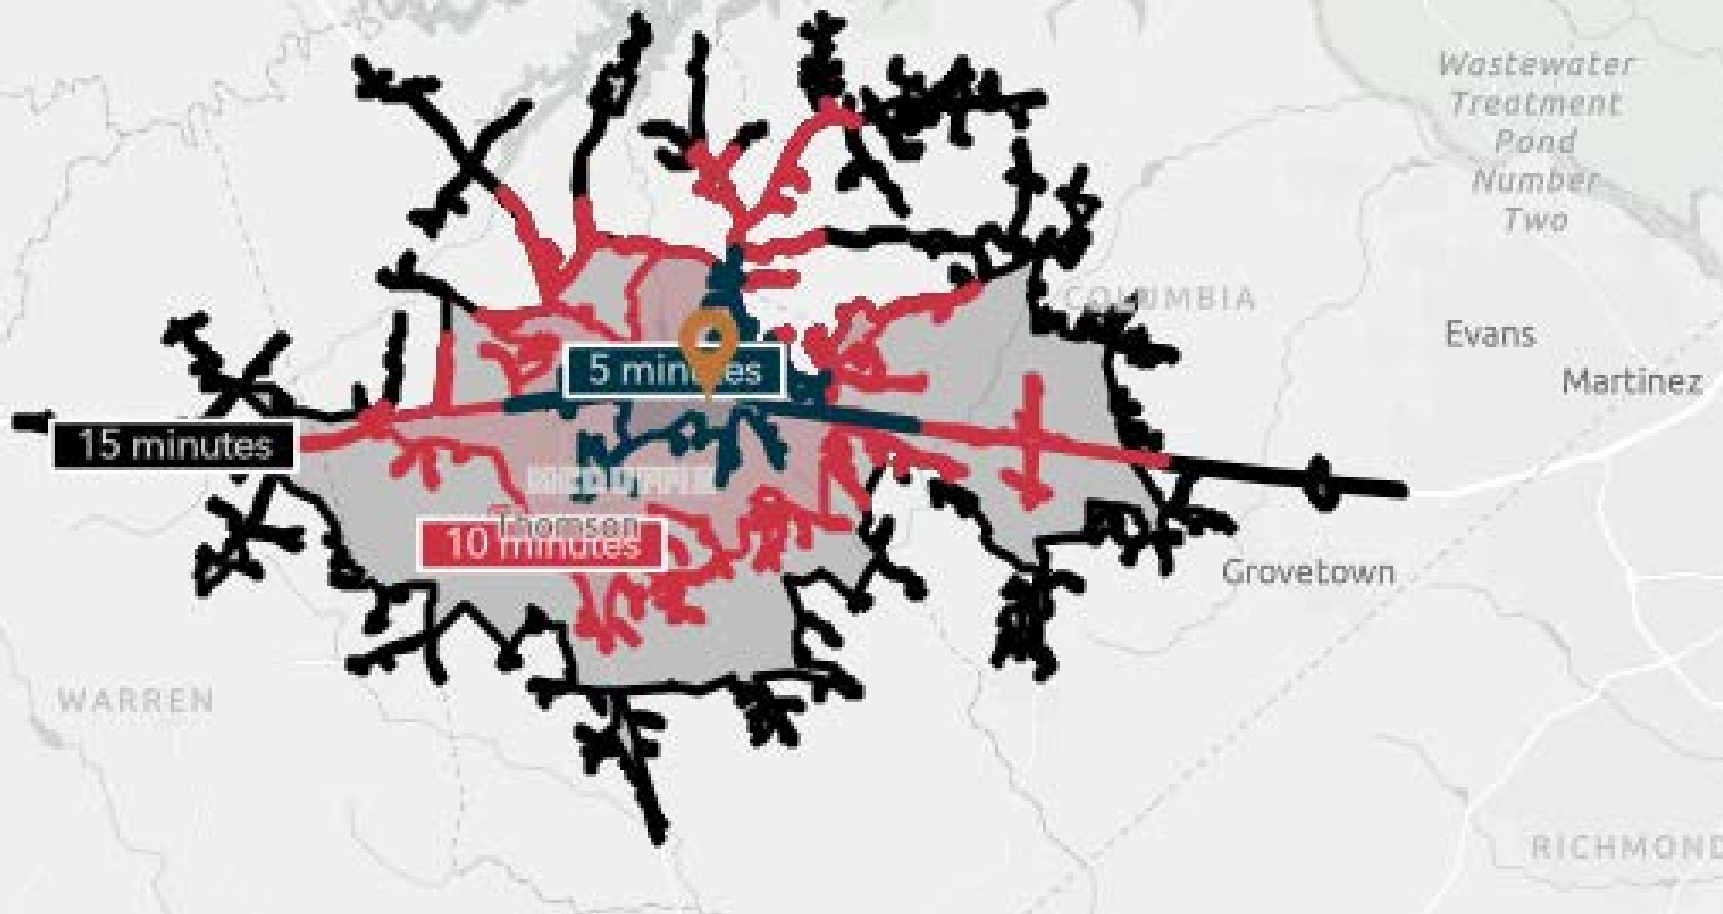 Wastewater
Treatment
Pond
Number
Two
COLUMBIA
Evans
5 minutes
Martinez
15 minutes
Thomson
10 minutes
Grovetown
WARREN
RICHMOND